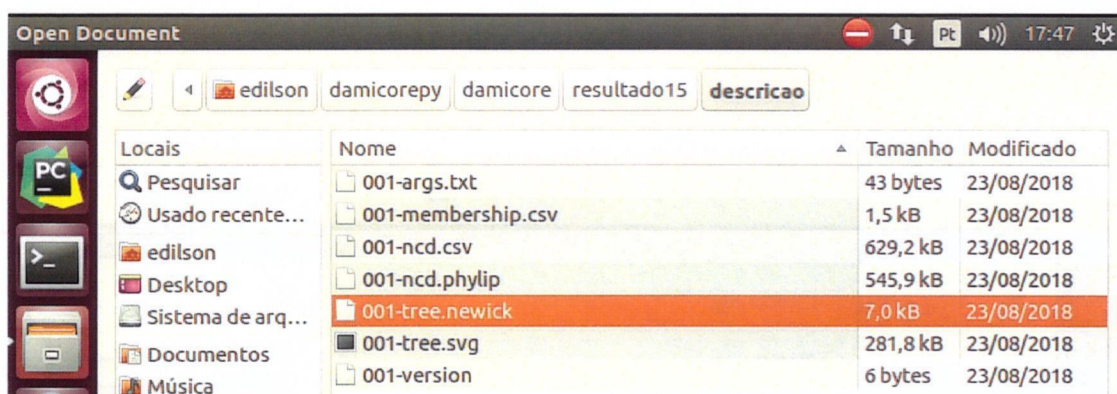 Open Document Pt 17:47
edilson damicorepy damicore resultado15 descricao
Locais Nome Tamanho Modificado
Pesquisar 001-args.txt 43 bytes 23/08/2018
Usado recente... 001-membership.csv 1,5 kB 23/08/2018
edilson 001-ncd.csv 629,2 kB 23/08/2018
Desktop 001-ncd.phylip 545,9 kB 23/08/2018
Sistema de arq... 001-tree.newick 7,0 kB 23/08/2018
Documentos 001-tree.svg 281,8 kB 23/08/2018
Música 001-version 6 bytes 23/08/2018
PC
>_